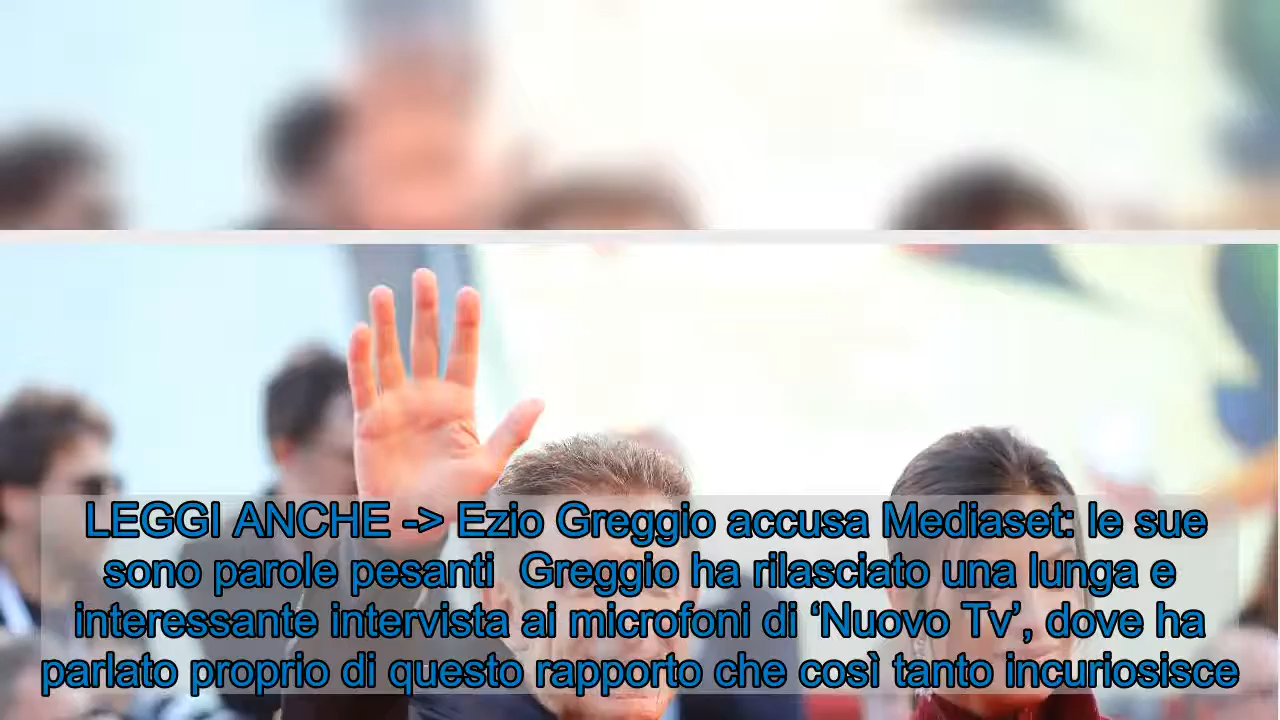 LEGGI ANCHE -> Ezio Greggio accusa Mediaset: le sue
sono parole pesanti  Greggio ha rilasciato una lunga e
interessante intervista ai microfoni di ‘Nuovo Tv’, dove ha
parlato proprio di questo rapporto che così tanto incuriosisce